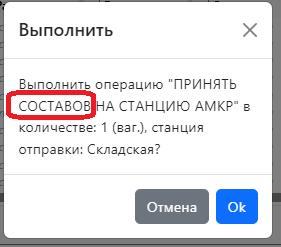 Выполнить
Выполнить операцию "ПРИНЯТЬ
СОСТАВОВ НА СТАНЦИЮ АМКР" в
количестве: 1 (ваг.), станция
отправки: Складская?
Отмена
Ok